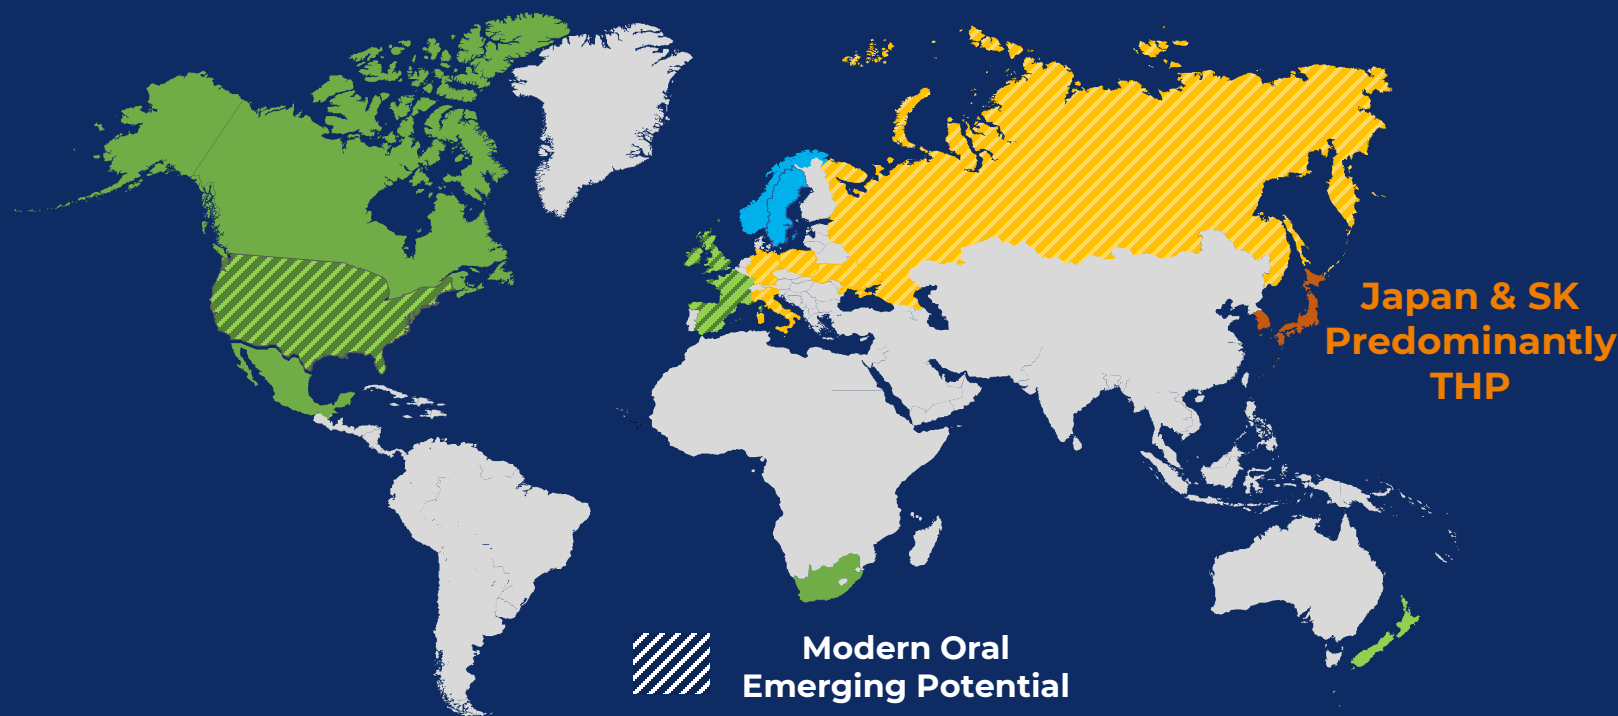 Japan & SK
Predominantly
THP
Modern Oral
Emerging Potential